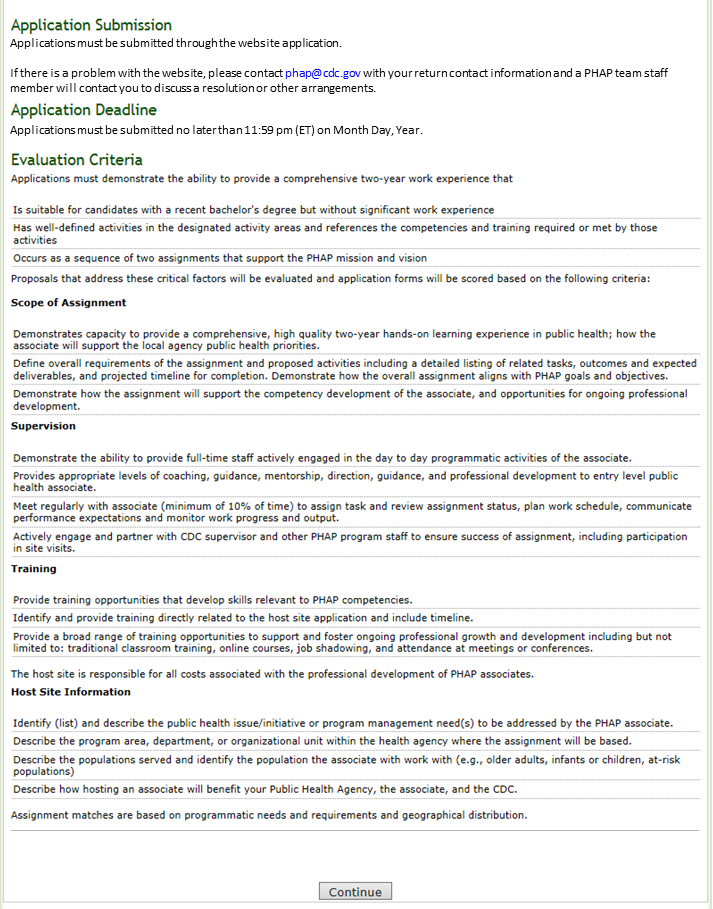 Application Submission
Applications must be submitted through the website application.
If there is a problem with the website, please contact phap@cdc.gov with your return contact information and a PHAP team staff
member will contact you to discuss a resolution or other arrangements.
Application Deadline
Applications must be submitted no later than 11:59 pm (ET) on Month Day, Year.
Evaluation Criteria
Applications must demonstrate the ability to provide a comprehensive two-year work experience that
Is suitable for candidates with a recent bachelor's degree but without significant work experience
Has well-defined activities in the designated activity areas and references the competencies and training required or met by those
activities
Occurs as a sequence of two assignments that support the PHAP mission and vision
Proposals that address these critical factors will be evaluated and application forms will be scored based on the following criteria:
Scope of Assignment
Demonstrates capacity to provide a comprehensive, high quality two-year hands-on learning experience in public health; how the
associate will support the local agency public health priorities.
Define overall requirements of the assignment and proposed activities including a detailed listing of related tasks, outcomes and expected
deliverables, and projected timeline for completion. Demonstrate how the overall assignment aligns with PHAP goals and objectives.
Demonstrate how the assignment will support the competency development of the associate, and opportunities for ongoing professional
development.
Supervision
Demonstrate the ability to provide full-time staff actively engaged in the day to day programmatic activities of the associate.
Provides appropriate levels of coaching, guidance, mentorship, direction, guidance, and professional development to entry level public
health associate.
Meet regularly with associate (minimum of 10% of time) to assign task and review assignment status, plan work schedule, communicate
performance expectations and monitor work progress and output.
Actively engage and partner with CDC supervisor and other PHAP program staff to ensure success of assignment, including participation
in site visits.
Training
Provide training opportunities that develop skills relevant to PHAP competencies.
Identify and provide training directly related to the host site application and include timeline.
Provide a broad range of training opportunities to support and foster ongoing professional growth and development including but not
limited to: traditional classroom training, online courses, job shadowing, and attendance at meetings or conferences.
The host site is responsible for all costs associated with the professional development of PHAP associates.
Host Site Information
Identify (list) and describe the public health issue/initiative or program management need(s) to be addressed by the PHAP associate.
Describe the program area, department, or organizational unit within the health agency where the assignment will be based.
Describe the populations served and identify the population the associate with work with (e.g., older adults, infants or children, at-risk
populations)
Describe how hosting an associate will benefit your Public Health Agency, the associate, and the CDC.
Assignment matches are based on programmatic needs and requirements and geographical distribution.
Continue